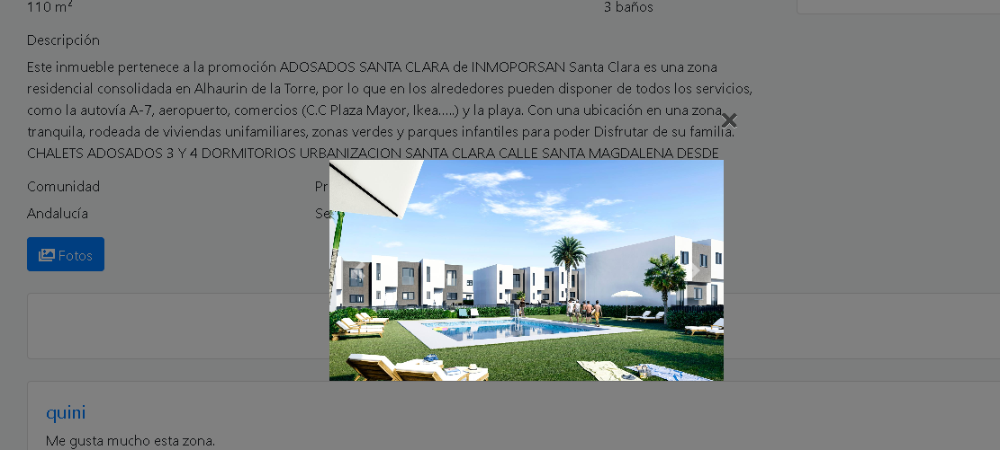 110 m²
3 baños
Descripción
Este inmueble pertenece a la promoción ADOSADOS SANTA CLARA de INMOPORSAN Santa Clara es una zona
residencial consolidada en Alhaurin de la Torre, por lo que en los alrededores pueden disponer de todos los servicios,
como la autovía A-7, aeropuerto, comercios (C.C Plaza Mayor, Ikea.....) y la playa. Con una ubicación en una zona
tranquila, rodeada de viviendas unifamiliares, zonas verdes y parques infantiles para poder Disfrutar de su familia.
CHALETS ADOSADOS 3 Y 4 DORMITORIOS URBANIZACION SANTA CLARA CALLE SANTA MAGDALENA DESDE
Comunidad
Pr
Andalucía
Se
Fotos
quini
Me gusta mucho esta zona.